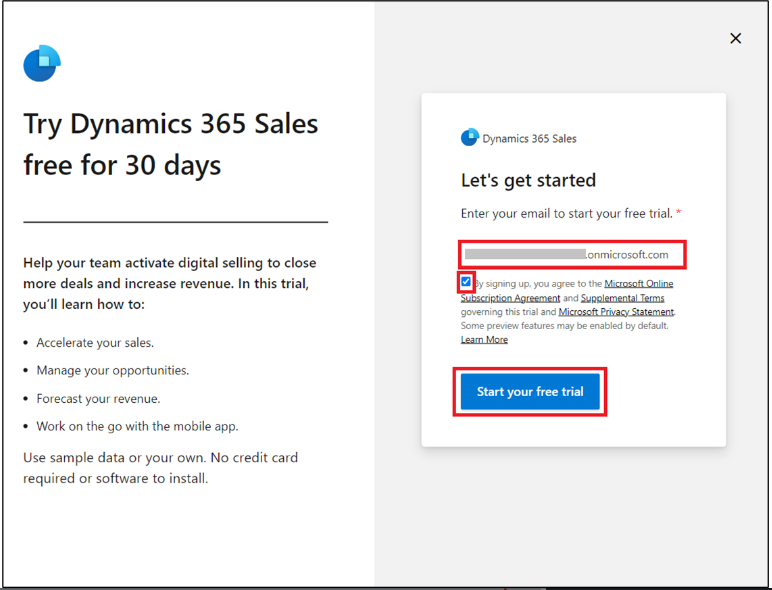 Try Dynamics 365 Sales
free for 30 days
Help your team activate digital selling to close
more deals and increase revenue. In this trial,
you'll learn how to:
• Accelerate your sales.
• Manage your opportunities.
• Forecast your revenue.
• Work on the go with the mobile app.
Use sample data or your own. No credit card
required or software to install.
Dynamics 365 Sales
Let's get started
Enter your email to start your free trial. *
.onmicrosoft.com
By signing up, you agree to the Microsoft Online
Subscription Agreement and Supplemental Terms
governing this trial and Microsoft Privacy Statement.
Some preview features may be enabled by default.
Learn More
Start your free trial